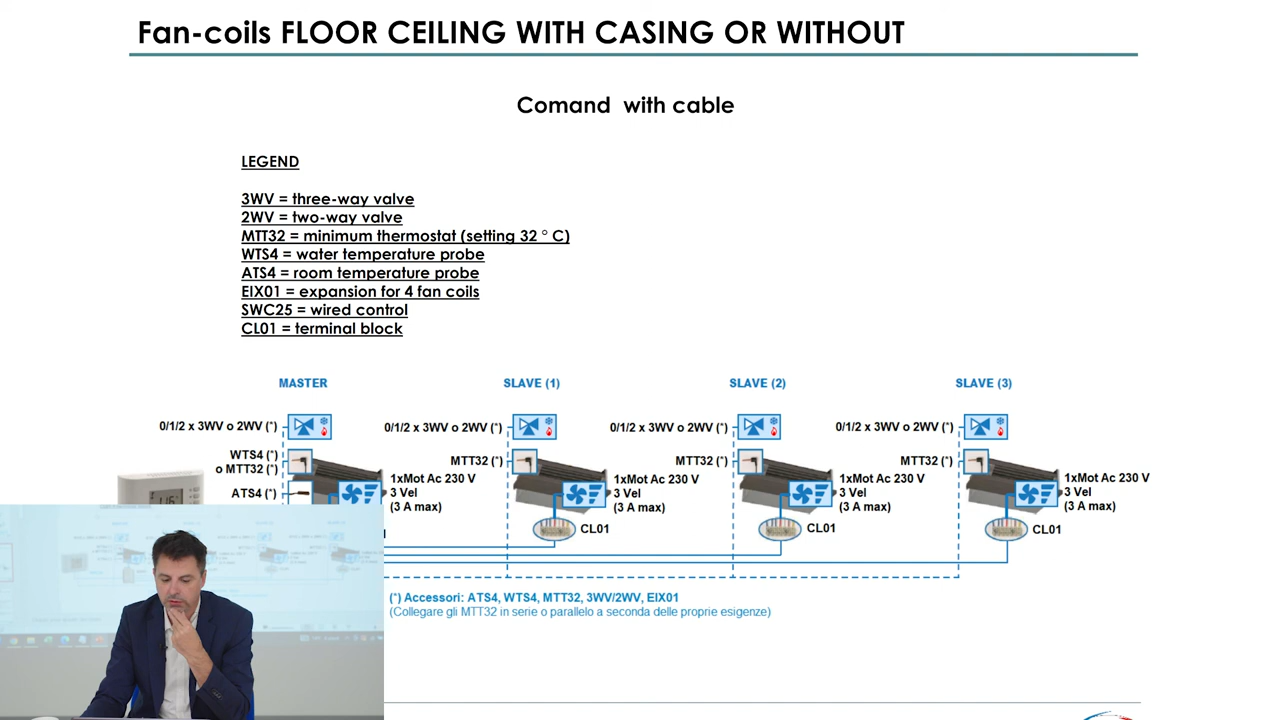 Fan-coils FLOOR CEILING WITH CASING OR WITHOUT
Comand with cable
LEGEND
3WV = three-way valve
2WV = two-way valve
MTT32 = minimum thermostat (setting 32 ° C)
WTS4 = water temperature probe
ATS4 = room temperature probe
EIX01 = expansion for 4 fan coils
SWC25 = wired control
CL01 = terminal block
MASTER
SLAVE (1)
SLAVE (2)
SLAVE (3)
0/1/2 x 3WV o 2WV (*)
0/1/2 x 3WV o 2WV (*)
0/1/2 x 3WV o 2WV (*)
0/1/2 x 3WV o 2WV (*)
WTS4 (*)
o MTT32 (*)
MTT32 (*)
MTT32 (*)
MTT32 (*)
ATS4 (*)
1xMot Ac 230 V
3 Vel
(3 A max)
1xMot Ac 230 V
3 Vel
(3 A max)
1xMot Ac 230 V
3 Vel
(3 A max)
1xMot Ac 230 V
3 Vel
(3 A max)
CL01
CL01
CL01
(*) Accessori: ATS4, WTS4, MTT32, 3WV/2WV, EIX01
(Collegare gli MTT32 in serie o parallelo a seconda delle proprie esigenze)